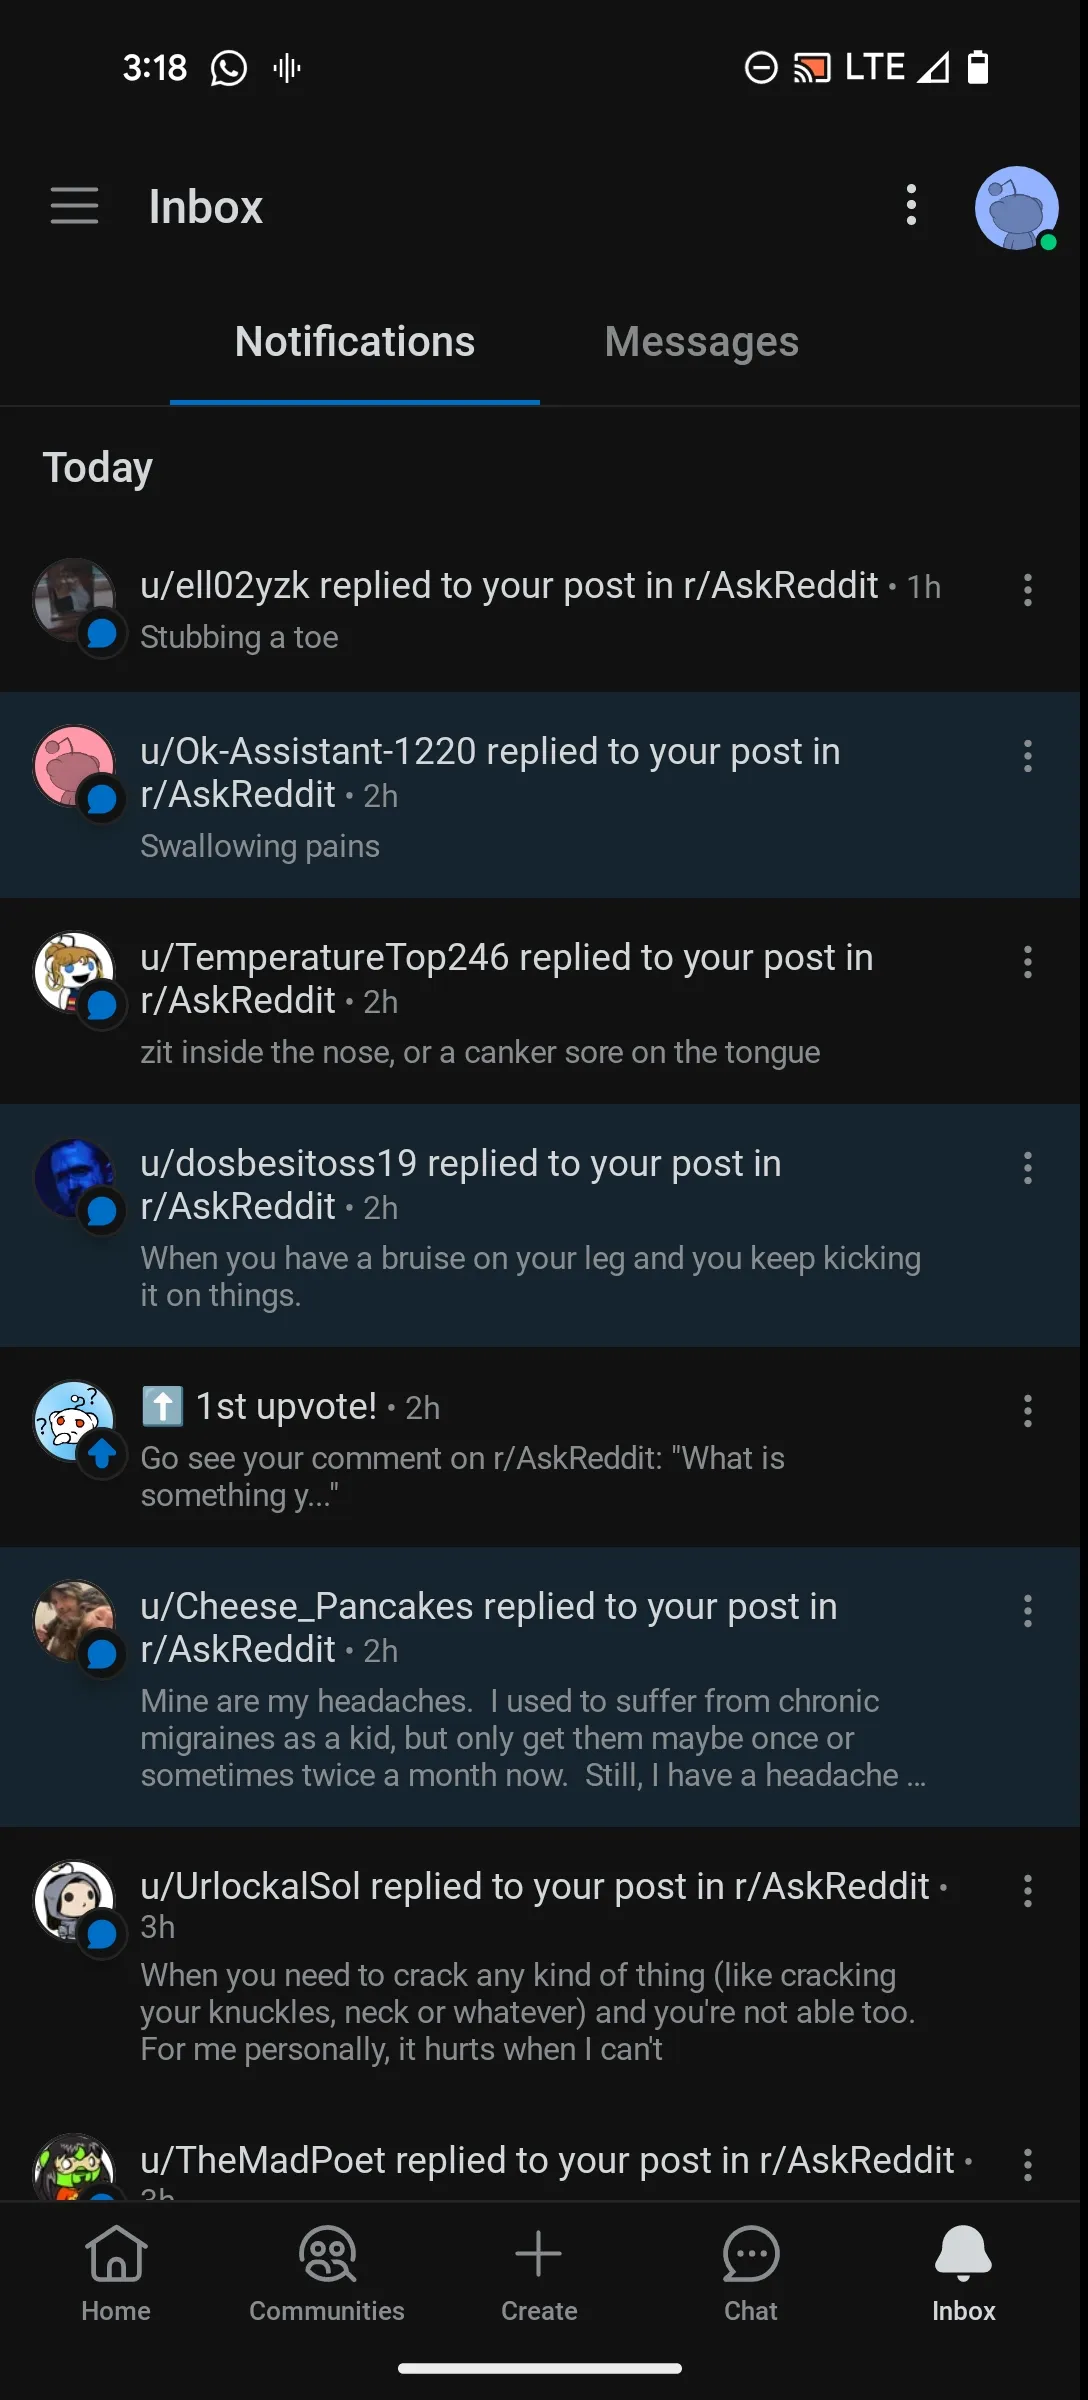 3:18 LTE
Inbox
Notifications Messages
Today
u/ell02yzk replied to your post in r/AskReddit • 1h
Stubbing a toe
u/Ok-Assistant-1220 replied to your post in
r/AskReddit • 2h
Swallowing pains
u/TemperatureTop246 replied to your post in
r/AskReddit • 2h
zit inside the nose, or a canker sore on the tongue
u/dosbesitoss19 replied to your post in
r/AskReddit • 2h
When you have a bruise on your leg and you keep kicking
it on things.
⬆️ 1st upvote! • 2h
Go see your comment on r/AskReddit: "What is
something y..."
u/Cheese_Pancakes replied to your post in
r/AskReddit • 2h
Mine are my headaches.  I used to suffer from chronic
migraines as a kid, but only get them maybe once or
sometimes twice a month now.  Still, I have a headache ...
u/UrlockalSol replied to your post in r/AskReddit •
3h
When you need to crack any kind of thing (like cracking
your knuckles, neck or whatever) and you're not able too.
For me personally, it hurts when I can't
u/TheMadPoet replied to your post in r/AskReddit •
3h
Home Communities Create Chat Inbox